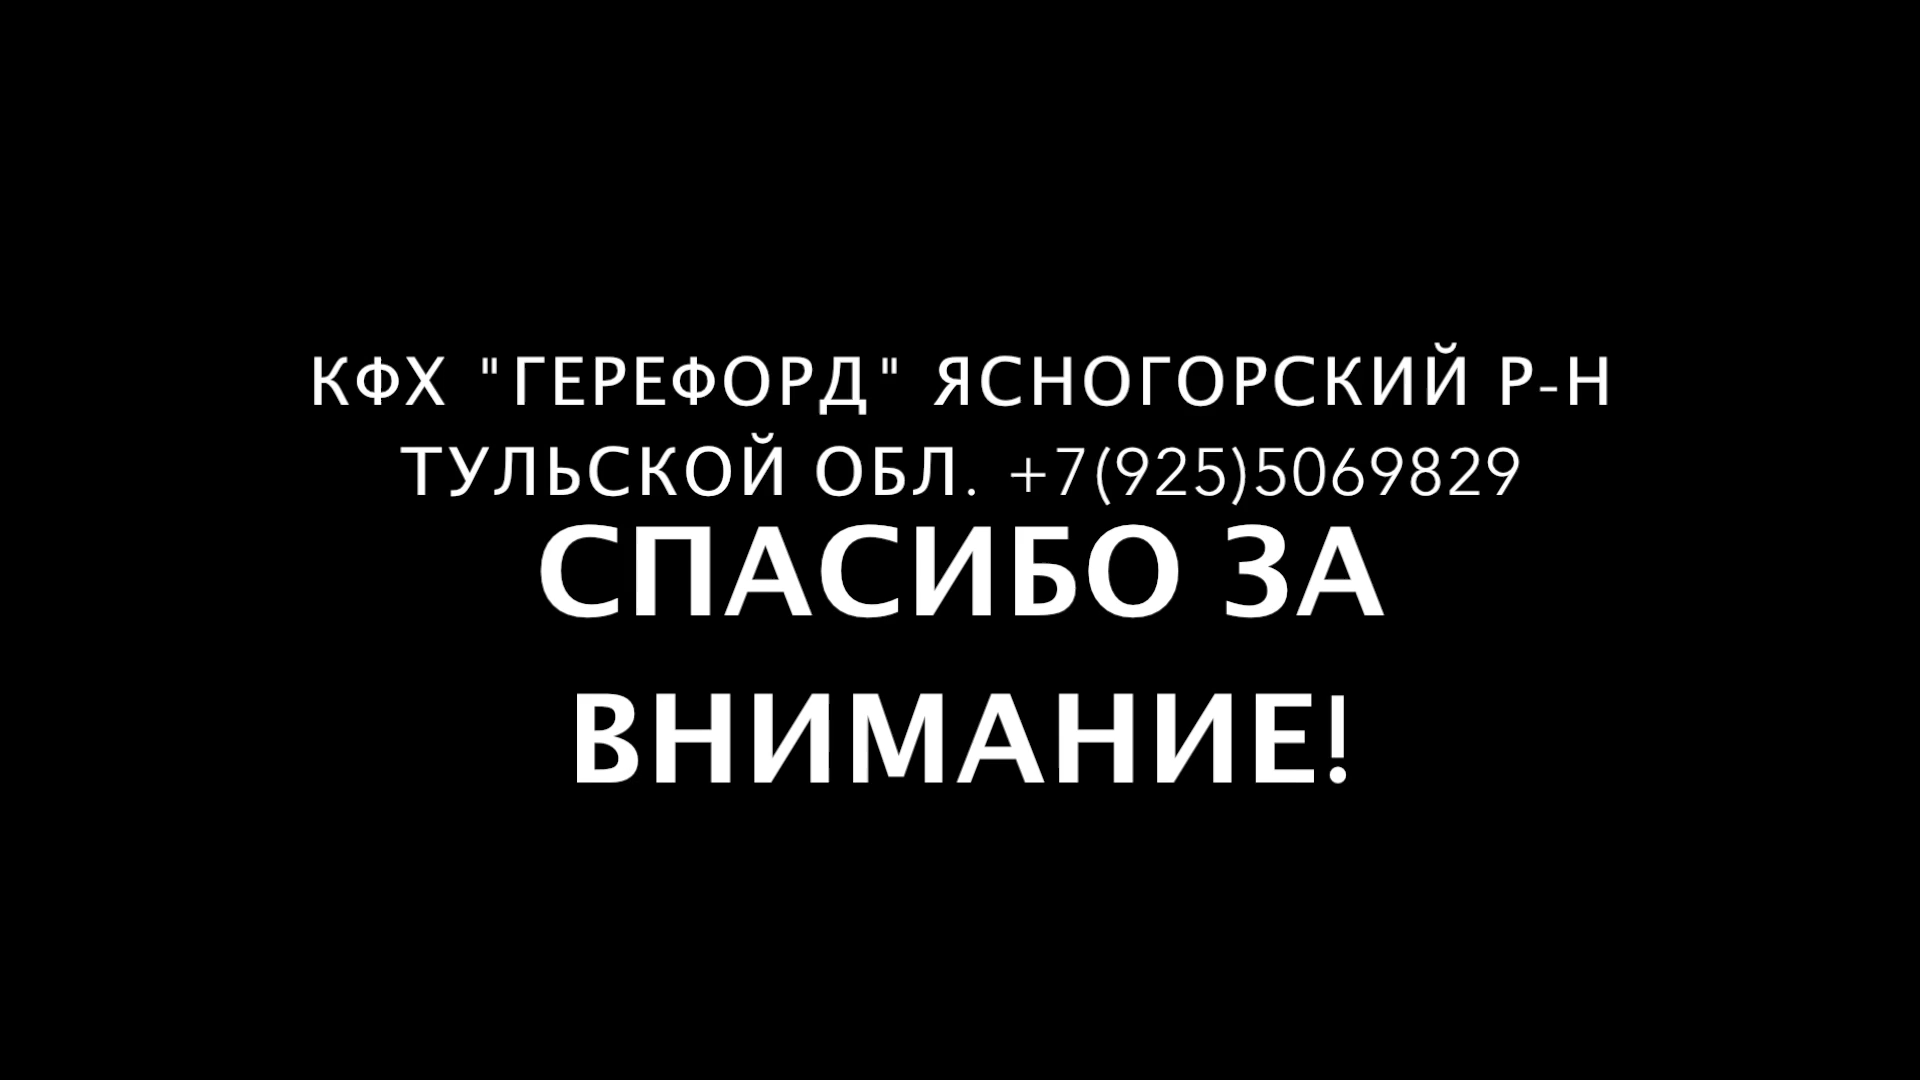 КФХ "ГЕРЕФОРД" ЯСНОГОРСКИЙ Р-Н
ТУЛЬСКОЙ ОБЛ. +7(925)5069829
СПАСИБО ЗА
ВНИМАНИЕ!